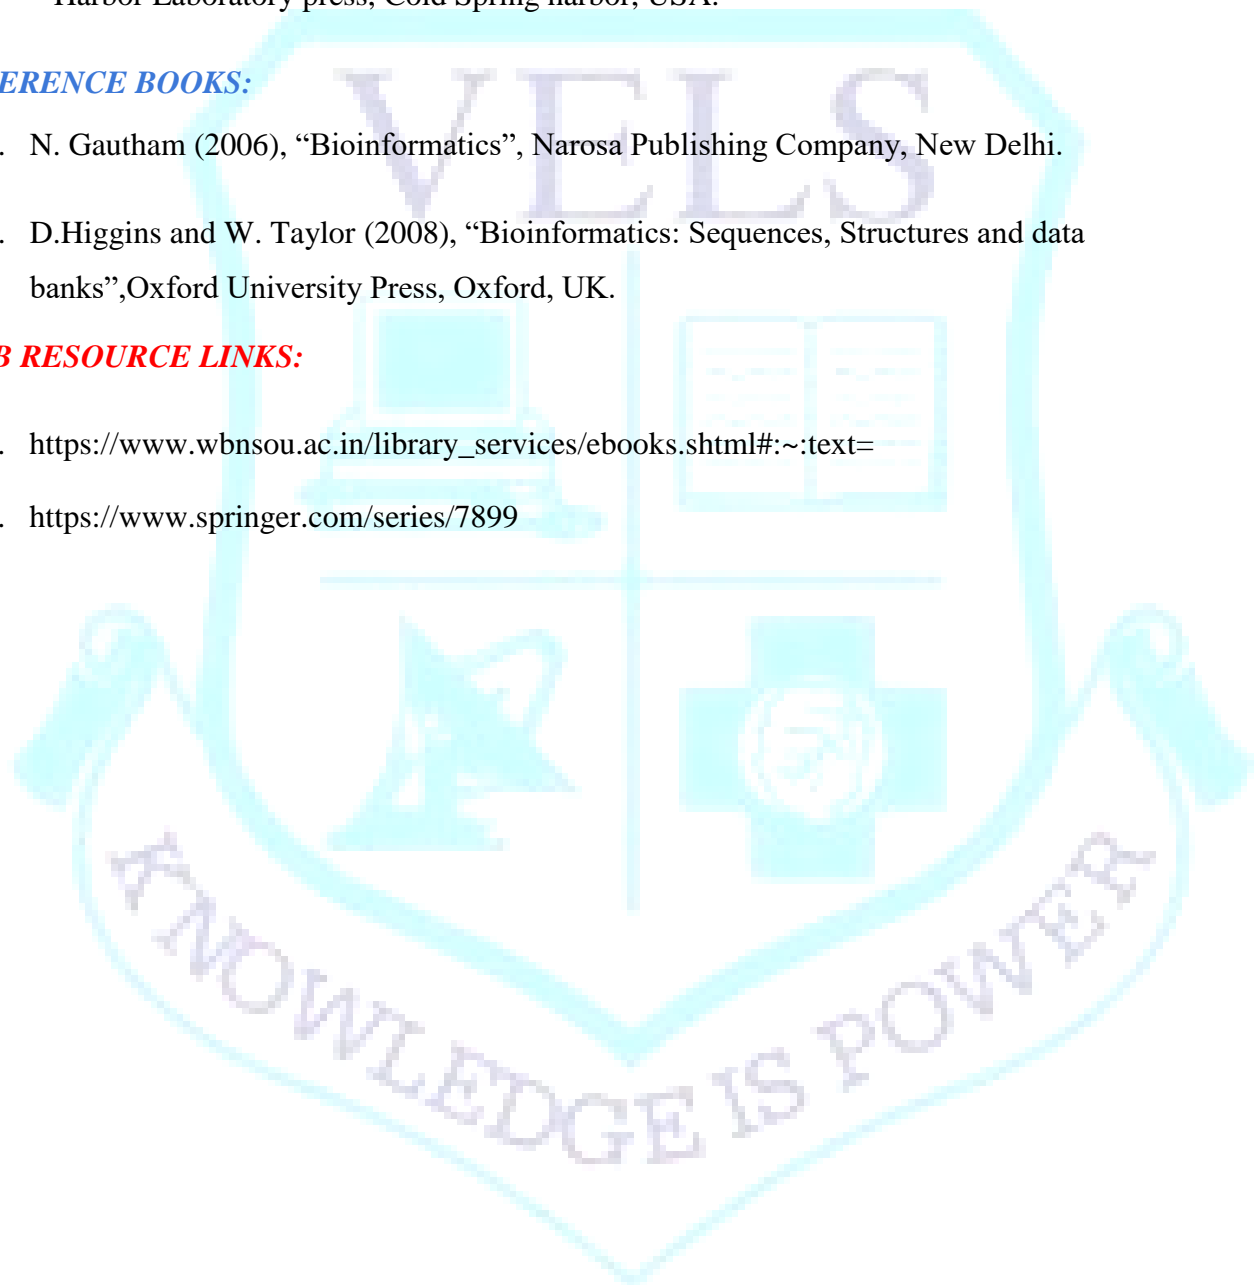 Harbor Laboratory press, Cold Spring harbor, USA.
ERENCE BOOKS:
. N. Gautham (2006), “Bioinformatics”, Narosa Publishing Company, New Delhi.
. D.Higgins and W. Taylor (2008), “Bioinformatics: Sequences, Structures and data
banks”,Oxford University Press, Oxford, UK.
B RESOURCE LINKS:
. https://www.wbnsou.ac.in/library_services/ebooks.shtml#:~:text=
. https://www.springer.com/series/7899
VELS
KNOWLEDGE IS POWER